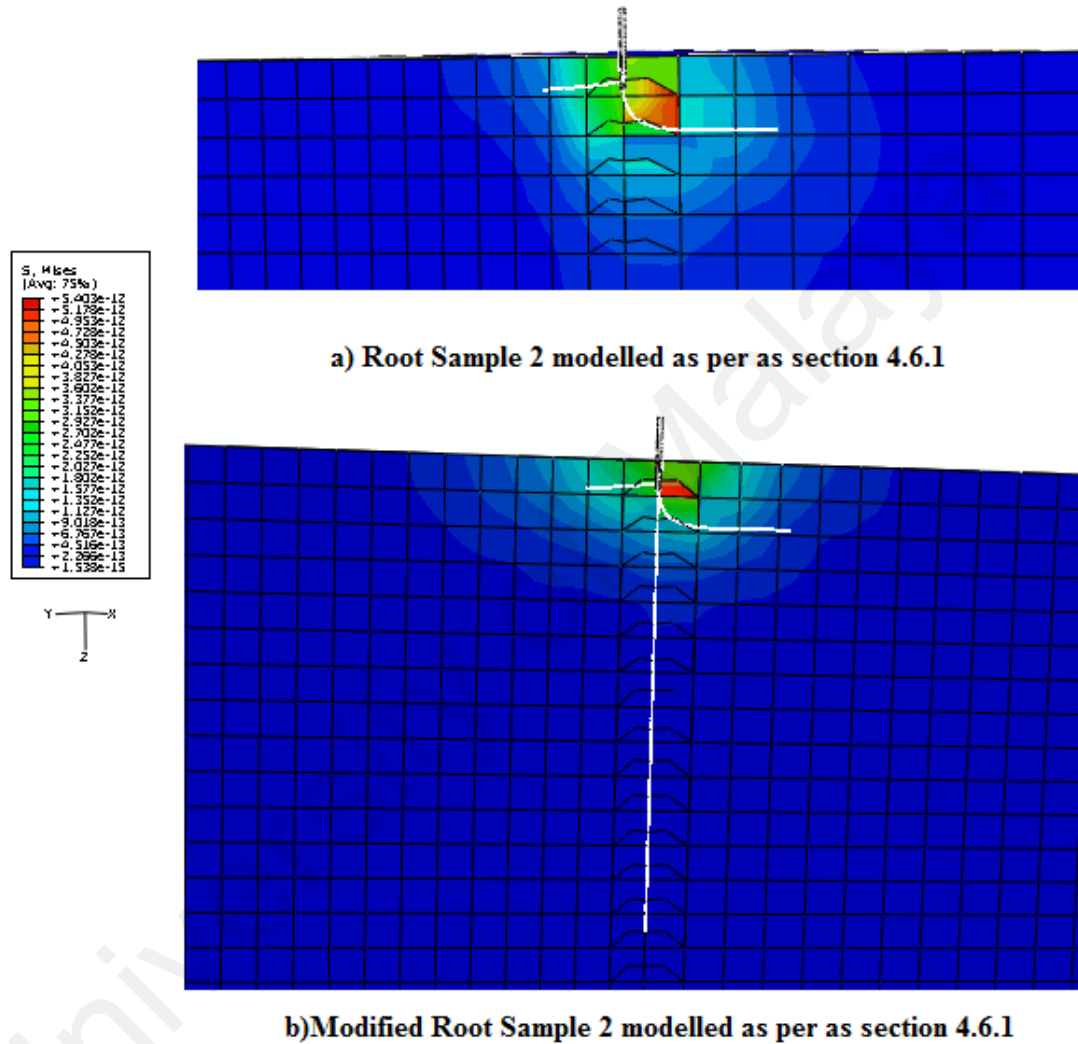 a) Root Sample 2 modelled as per as section 4.6.1
S, Mises
(Avg: 75%)
+5.403e-12
+5.178e-12
+4.953e-12
+4.728e-12
+4.503e-12
+4.278e-12
+4.053e-12
+3.827e-12
+3.602e-12
+3.377e-12
+3.152e-12
+2.927e-12
+2.702e-12
+2.477e-12
+2.252e-12
+2.027e-12
+1.802e-12
+1.577e-12
+1.352e-12
+1.127e-12
+9.018e-13
+6.767e-13
+4.516e-13
+2.266e-13
+1.538e-15
Y X
Z
b)Modified Root Sample 2 modelled as per as section 4.6.1
University of Malaya